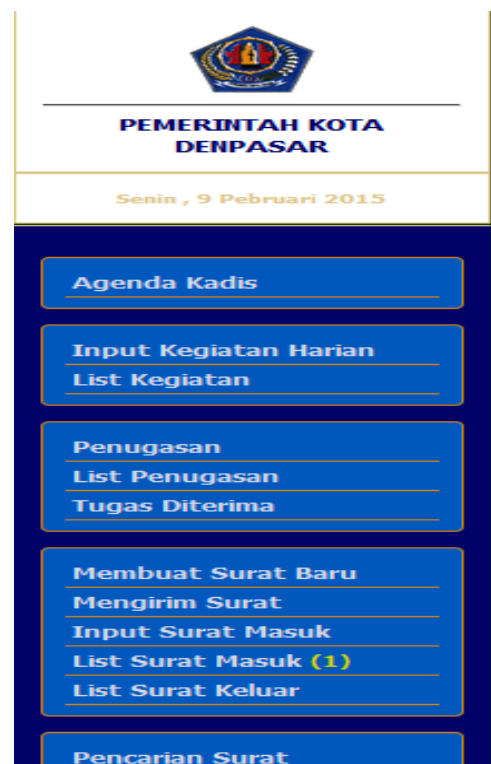 PEMERINTAH KOTA
DENPASAR
Senin , 9 Pebruari 2015
Agenda Kadis
Input Kegiatan Harian
List Kegiatan
Penugasan
List Penugasan
Tugas Diterima
Membuat Surat Baru
Mengirim Surat
Input Surat Masuk
List Surat Masuk (1)
List Surat Keluar
Pencarian Surat